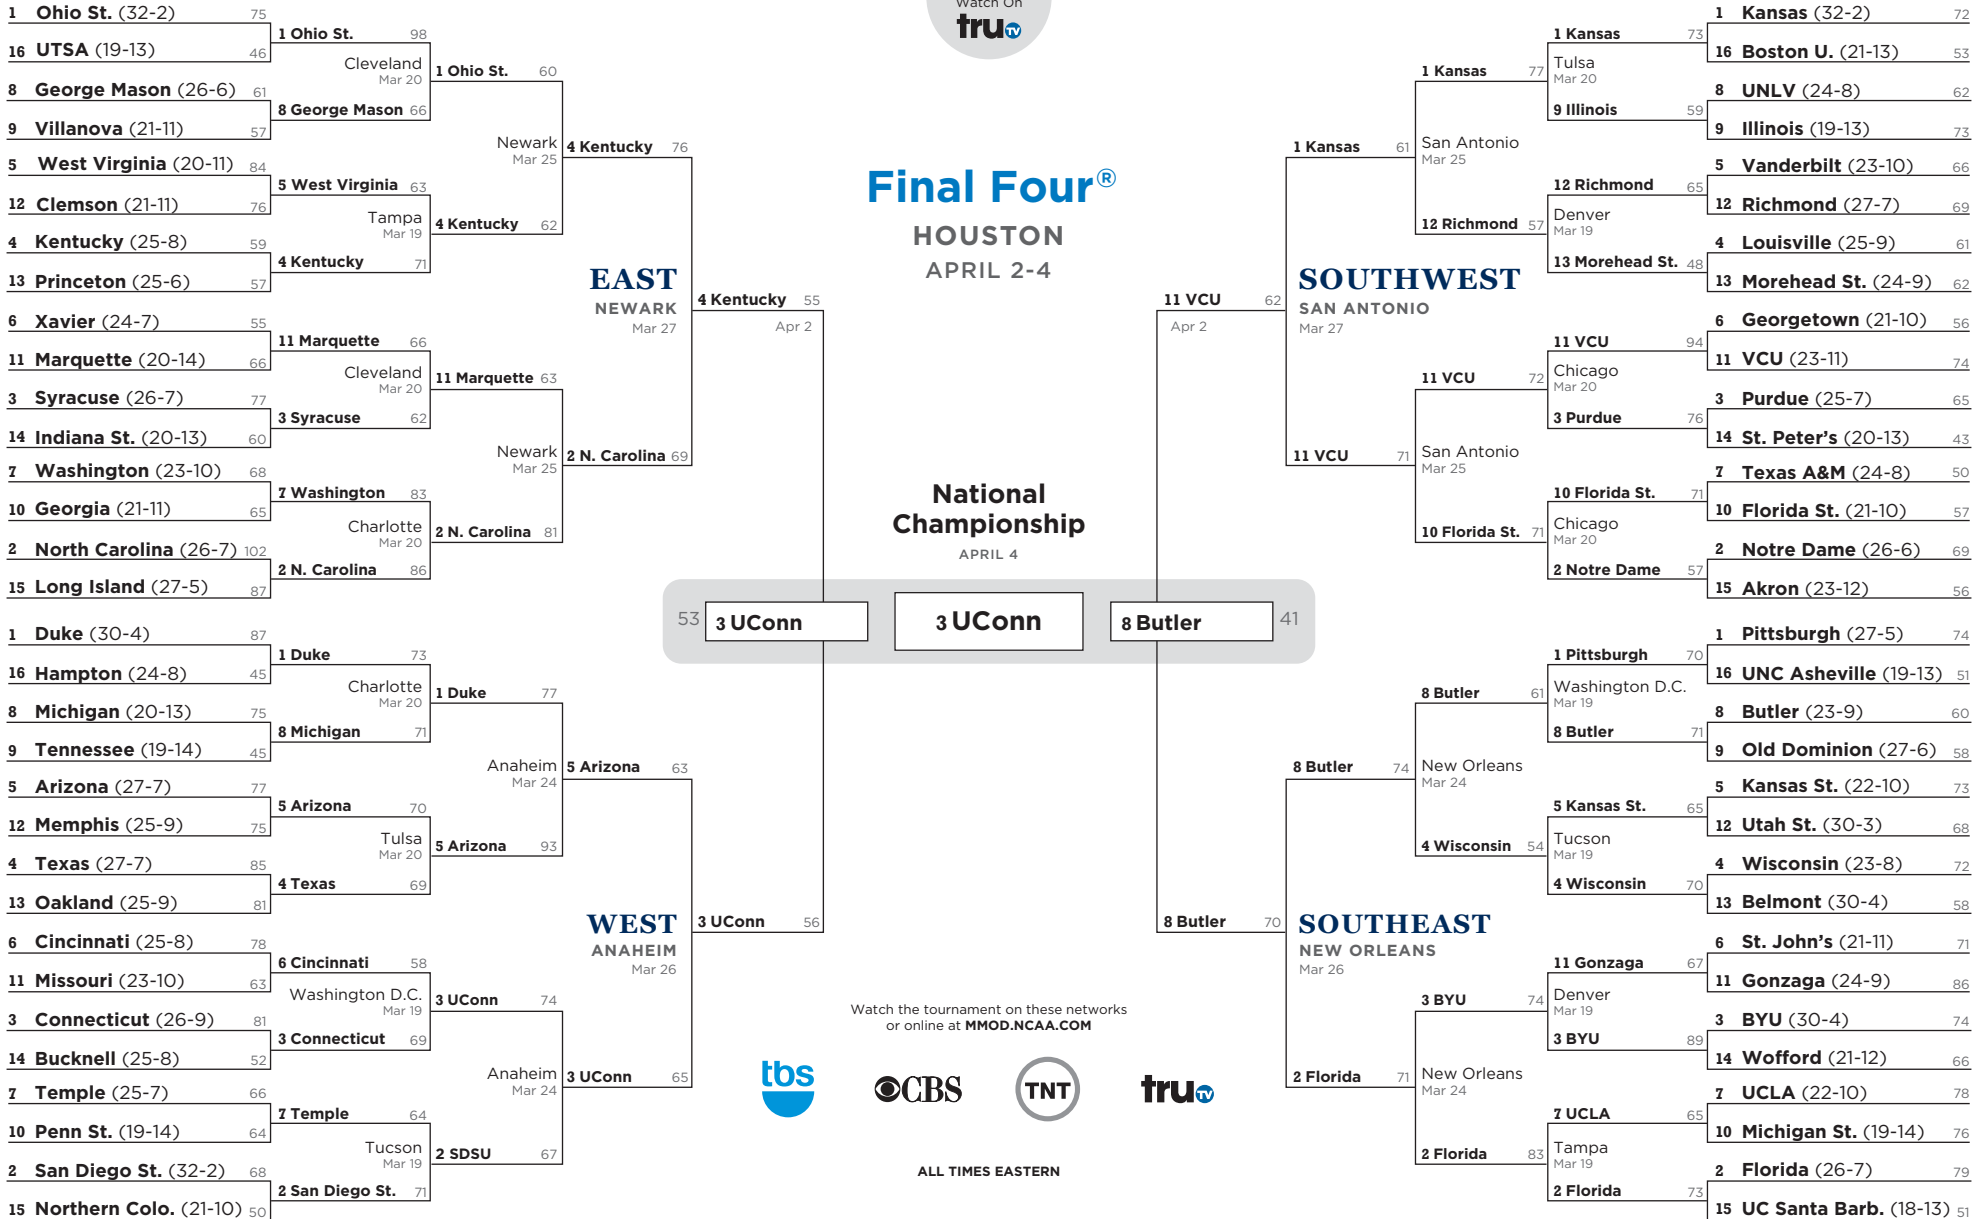 Watch On
truTV
1 Ohio St. (32-2) 75
16 UTSA (19-13) 46
8 George Mason (26-6) 61
9 Villanova (21-11) 57
5 West Virginia (20-11) 84
12 Clemson (21-11) 76
4 Kentucky (25-8) 59
13 Princeton (25-6) 57
6 Xavier (24-7) 55
11 Marquette (20-14) 66
3 Syracuse (26-7) 77
14 Indiana St. (20-13) 60
7 Washington (23-10) 68
10 Georgia (21-11) 65
2 North Carolina (26-7) 102
15 Long Island (27-5) 87
1 Ohio St. 98
Cleveland
Mar 20
8 George Mason 66
5 West Virginia 63
Tampa
Mar 19
4 Kentucky 71
11 Marquette 66
Cleveland
Mar 20
3 Syracuse 62
7 Washington 83
Charlotte
Mar 20
2 N. Carolina 86
1 Ohio St. 60
Newark
Mar 25
4 Kentucky 62
11 Marquette 63
Newark
Mar 25
2 N. Carolina 81
4 Kentucky 76
EAST
NEWARK
Mar 27
2 N. Carolina 69
4 Kentucky 55
Apr 2
1 Duke (30-4) 87
16 Hampton (24-8) 45
8 Michigan (20-13) 75
9 Tennessee (19-14) 45
5 Arizona (27-7) 77
12 Memphis (25-9) 75
4 Texas (27-7) 85
13 Oakland (25-9) 81
6 Cincinnati (25-8) 78
11 Missouri (23-10) 63
3 Connecticut (26-9) 81
14 Bucknell (25-8) 52
7 Temple (25-7) 66
10 Penn St. (19-14) 64
2 San Diego St. (32-2) 68
15 Northern Colo. (21-10) 50
1 Duke 73
Charlotte
Mar 20
8 Michigan 71
5 Arizona 70
Tulsa
Mar 20
4 Texas 69
6 Cincinnati 58
Washington D.C.
Mar 19
3 Connecticut 69
7 Temple 64
Tucson
Mar 19
2 San Diego St. 71
1 Duke 77
Anaheim
Mar 24
5 Arizona 93
3 UConn 74
Anaheim
Mar 24
2 SDSU 67
5 Arizona 63
WEST
ANAHEIM
Mar 26
3 UConn 65
3 UConn 56
Final Four®
HOUSTON
APRIL 2-4
National
Championship
APRIL 4
53 3 UConn
3 UConn
8 Butler 41
Watch the tournament on these networks
or online at MMOD.NCAA.COM
tbs
CBS
TNT
truTV
ALL TIMES EASTERN
11 VCU 62
Apr 2
1 Kansas 61
SOUTHWEST
SAN ANTONIO
Mar 27
11 VCU 71
1 Kansas 77
San Antonio
Mar 25
12 Richmond 57
11 VCU 72
San Antonio
Mar 25
10 Florida St. 71
1 Kansas 73
Tulsa
Mar 20
9 Illinois 59
12 Richmond 65
Denver
Mar 19
13 Morehead St. 48
11 VCU 94
Chicago
Mar 20
3 Purdue 76
10 Florida St. 71
Chicago
Mar 20
2 Notre Dame 57
1 Kansas (32-2) 72
16 Boston U. (21-13) 53
8 UNLV (24-8) 62
9 Illinois (19-13) 73
5 Vanderbilt (23-10) 66
12 Richmond (27-7) 69
4 Louisville (25-9) 61
13 Morehead St. (24-9) 62
6 Georgetown (21-10) 56
11 VCU (23-11) 74
3 Purdue (25-7) 65
14 St. Peter's (20-13) 43
7 Texas A&M (24-8) 50
10 Florida St. (21-10) 57
2 Notre Dame (26-6) 69
15 Akron (23-12) 56
8 Butler 70
8 Butler 74
SOUTHEAST
NEW ORLEANS
Mar 26
2 Florida 71
8 Butler 61
New Orleans
Mar 24
4 Wisconsin 54
3 BYU 74
New Orleans
Mar 24
2 Florida 83
1 Pittsburgh 70
Washington D.C.
Mar 19
8 Butler 71
5 Kansas St. 65
Tucson
Mar 19
4 Wisconsin 70
11 Gonzaga 67
Denver
Mar 19
3 BYU 89
7 UCLA 65
Tampa
Mar 19
2 Florida 73
1 Pittsburgh (27-5) 74
16 UNC Asheville (19-13) 51
8 Butler (23-9) 60
9 Old Dominion (27-6) 58
5 Kansas St. (22-10) 73
12 Utah St. (30-3) 68
4 Wisconsin (23-8) 72
13 Belmont (30-4) 58
6 St. John's (21-11) 71
11 Gonzaga (24-9) 86
3 BYU (30-4) 74
14 Wofford (21-12) 66
7 UCLA (22-10) 78
10 Michigan St. (19-14) 76
2 Florida (26-7) 79
15 UC Santa Barb. (18-13) 51